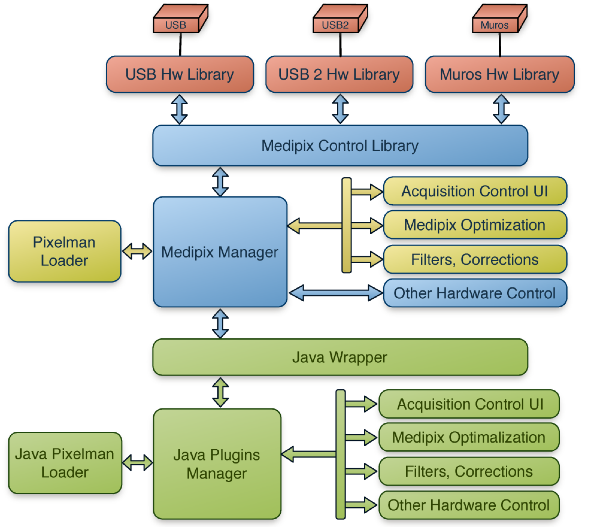 USB
USB2
Muros
USB Hw Library
USB 2 Hw Library
Muros Hw Library
Medipix Control Library
Acquisition Control UI
Medipix Optimization
Filters, Corrections
Other Hardware Control
Pixelman
Loader
Medipix Manager
Java Wrapper
Acquisition Control UI
Medipix Optimalization
Filters, Corrections
Other Hardware Control
Java Pixelman
Loader
Java Plugins
Manager